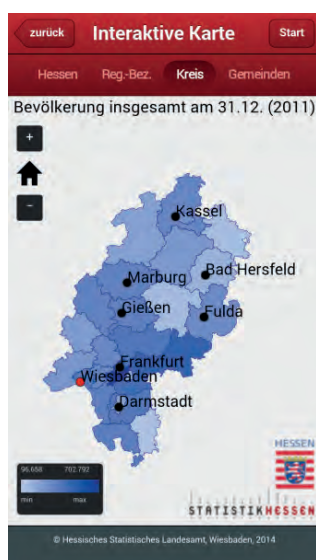 zurück
Interaktive Karte
Start
Hessen Reg.-Bez. Kreis Gemeinden
Bevölkerung insgesamt am 31.12. (2011)
+
-
Kassel
Bad Hersfeld
Marburg
Gießen
Fulda
Frankfurt
Wiesbaden
Darmstadt
96.658 702.792
min max
HESSEN
STATISTIKHESSEN
© Hessisches Statistisches Landesamt, Wiesbaden, 2014